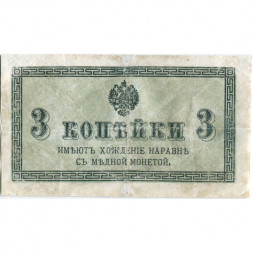 3 КОПѢЙКИ 3
ИМѢЮТЪ ХОЖДЕНІЕ НАРАВНѢ
СЪ МѢДНОЙ МОНЕТОЙ.